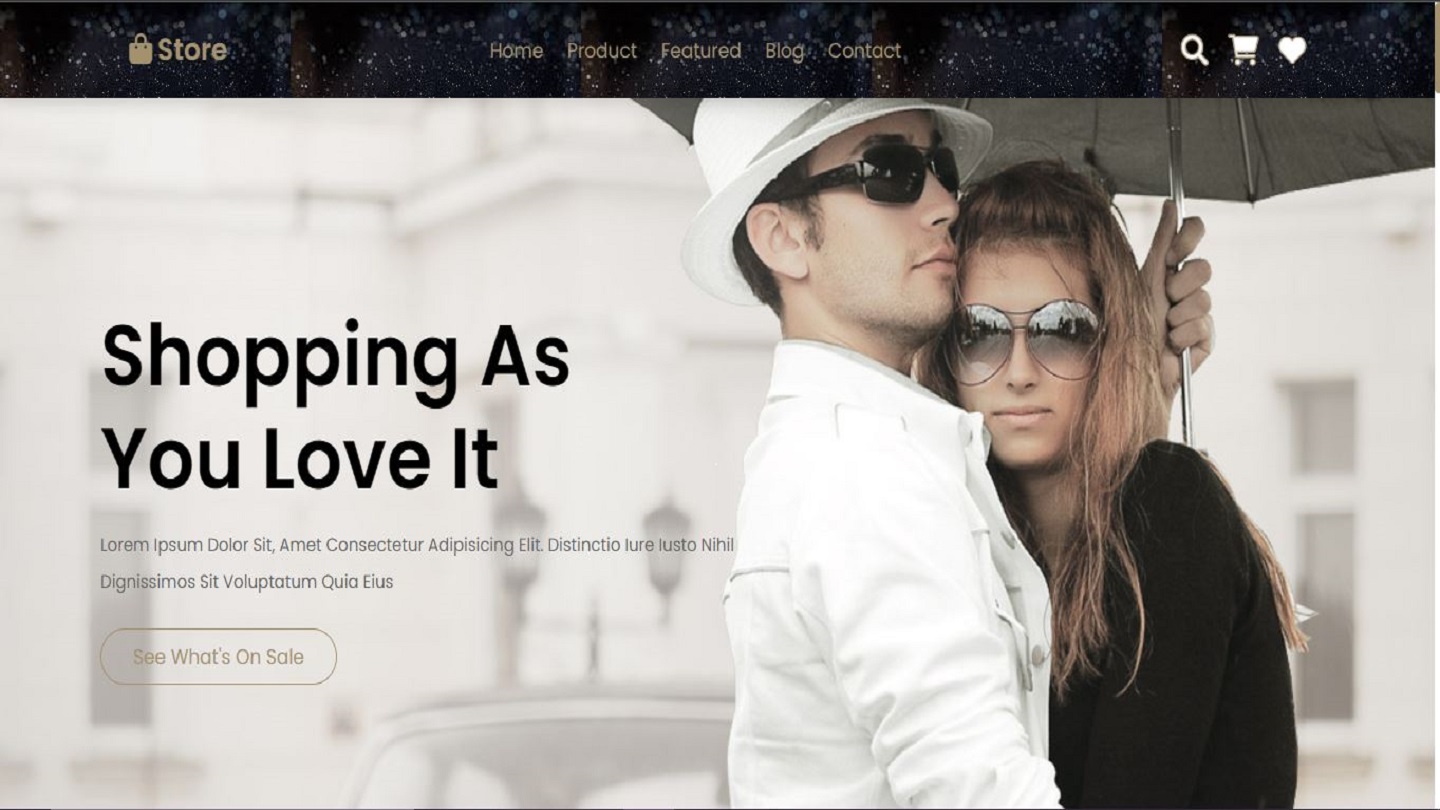 Store
Home Product Featured Blog Contact
Shopping As
You Love It
Lorem Ipsum Dolor Sit, Amet Consectetur Adipisicing Elit. Distinctio Iure Iusto Nihil
Dignissimos Sit Voluptatum Quia Eius
See What's On Sale